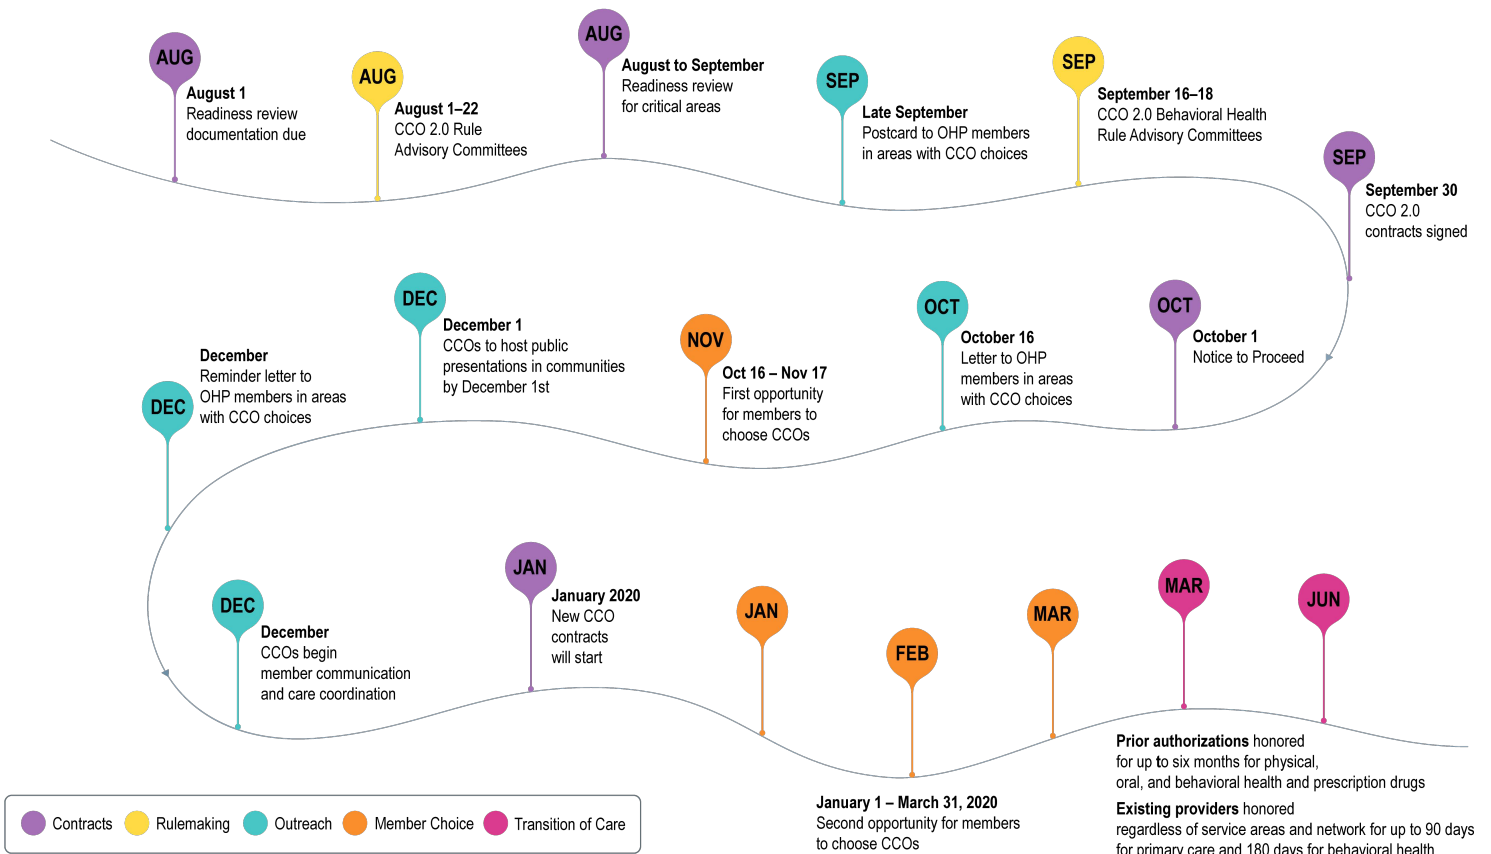 AUG
August 1
Readiness review
documentation due
AUG
August 1–22
CCO 2.0 Rule
Advisory Committees
AUG
August to September
Readiness review
for critical areas
SEP
Late September
Postcard to OHP members
in areas with CCO choices
SEP
September 16–18
CCO 2.0 Behavioral Health
Rule Advisory Committees
SEP
September 30
CCO 2.0
contracts signed
OCT
October 1
Notice to Proceed
OCT
October 16
Letter to OHP
members in areas
with CCO choices
NOV
Oct 16 – Nov 17
First opportunity
for members to
choose CCOs
DEC
December 1
CCOs to host public
presentations in communities
by December 1st
DEC
December
Reminder letter to
OHP members in areas
with CCO choices
DEC
December
CCOs begin
member communication
and care coordination
JAN
January 2020
New CCO
contracts
will start
JAN
FEB
MAR
January 1 – March 31, 2020
Second opportunity for members
to choose CCOs
MAR
JUN
Prior authorizations honored
for up to six months for physical,
oral, and behavioral health and prescription drugs
Existing providers honored
regardless of service areas and network for up to 90 days
for primary care and 180 days for behavioral health
Contracts
Rulemaking
Outreach
Member Choice
Transition of Care